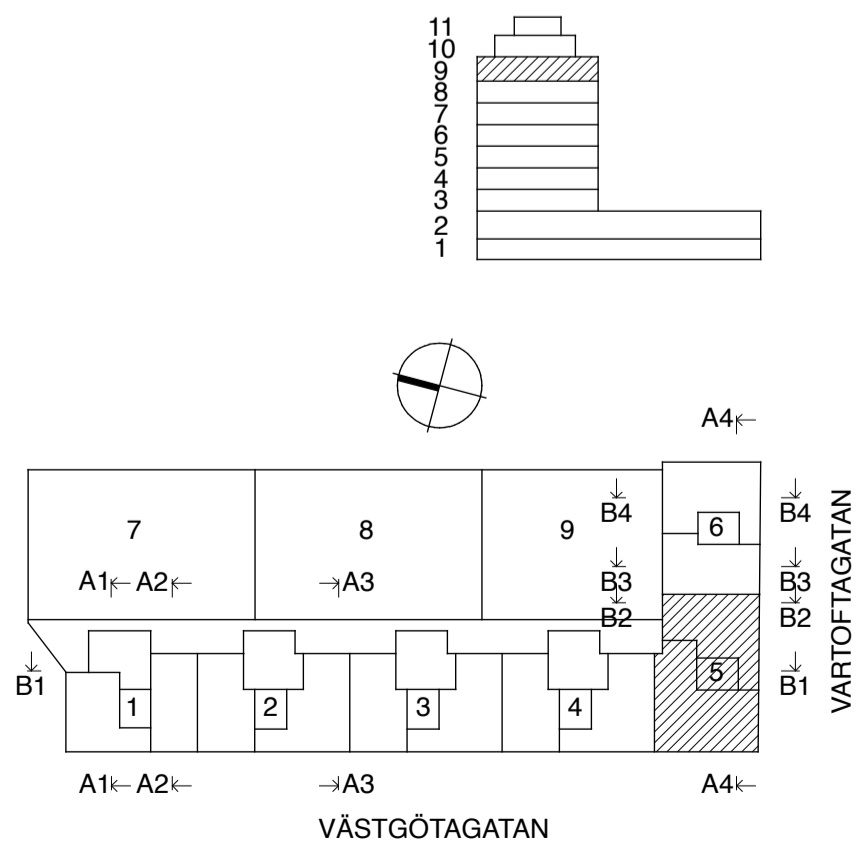 11
10
9
8
7
6
5
4
3
2
1
A4
7
8
9
B4
6
B4
A1 A2
A3
B3
B3
B2
B2
B1
5
B1
1
2
3
4
A1 A2
A3
A4
VÄSTGÖTAGATAN
VARTOFTAGATAN